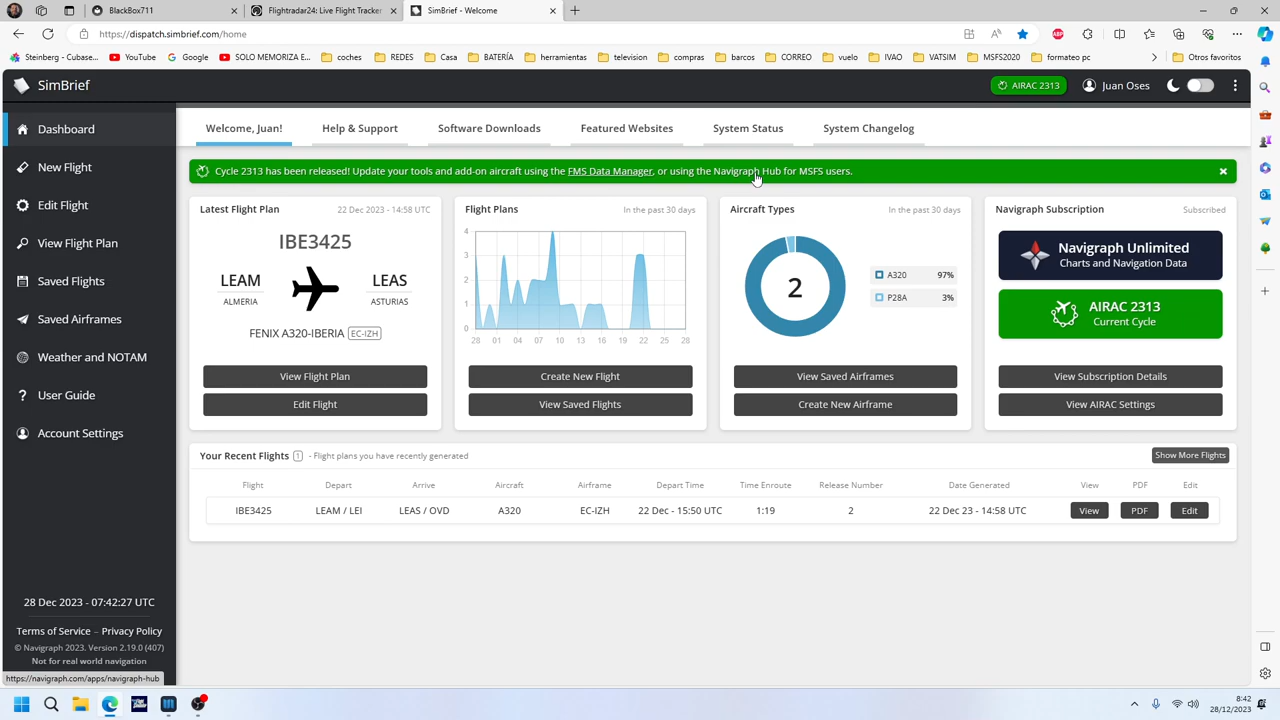 BlackBox711
Flightradar24: Live Flight Tracker
SimBrief - Welcome
https://dispatch.simbrief.com/home
Steinberg - Cubase...
YouTube
Google
SOLO MEMORIZA E...
coches
REDES
Casa
BATERÍA
herramientas
television
compras
barcos
CORREO
vuelo
IVAO
VATSIM
MSFS2020
formateo pc
Otros favoritos
SimBrief
AIRAC 2313
Juan Oses
Dashboard
New Flight
Edit Flight
View Flight Plan
Saved Flights
Saved Airframes
Weather and NOTAM
User Guide
Account Settings
28 Dec 2023 - 07:42:27 UTC
Terms of Service – Privacy Policy
© Navigraph 2023. Version 2.19.0 (407)
Not for real world navigation
https://navigraph.com/apps/navigraph-hub
Welcome, Juan!
Help & Support
Software Downloads
Featured Websites
System Status
System Changelog
Cycle 2313 has been released! Update your tools and add-on aircraft using the FMS Data Manager, or using the Navigraph Hub for MSFS users.
Latest Flight Plan
22 Dec 2023 - 14:58 UTC
IBE3425
LEAM
LEAS
ALMERIA
ASTURIAS
FENIX A320-IBERIA EC-IZH
View Flight Plan
Edit Flight
Flight Plans
In the past 30 days
4
3
2
1
0
28 01 04 07 10 13 16 19 22 25 28
Create New Flight
View Saved Flights
Aircraft Types
In the past 30 days
2
A320 97%
P28A 3%
View Saved Airframes
Create New Airframe
Navigraph Subscription
Subscribed
Navigraph Unlimited
Charts and Navigation Data
AIRAC 2313
Current Cycle
View Subscription Details
View AIRAC Settings
Your Recent Flights 1 - Flight plans you have recently generated
Show More Flights
Flight Depart Arrive Aircraft Airframe Depart Time Time Enroute Release Number Date Generated View PDF Edit
IBE3425 LEAM / LEI LEAS / OVD A320 EC-IZH 22 Dec - 15:50 UTC 1:19 2 22 Dec 23 - 14:58 UTC View PDF Edit
8:42
28/12/2023